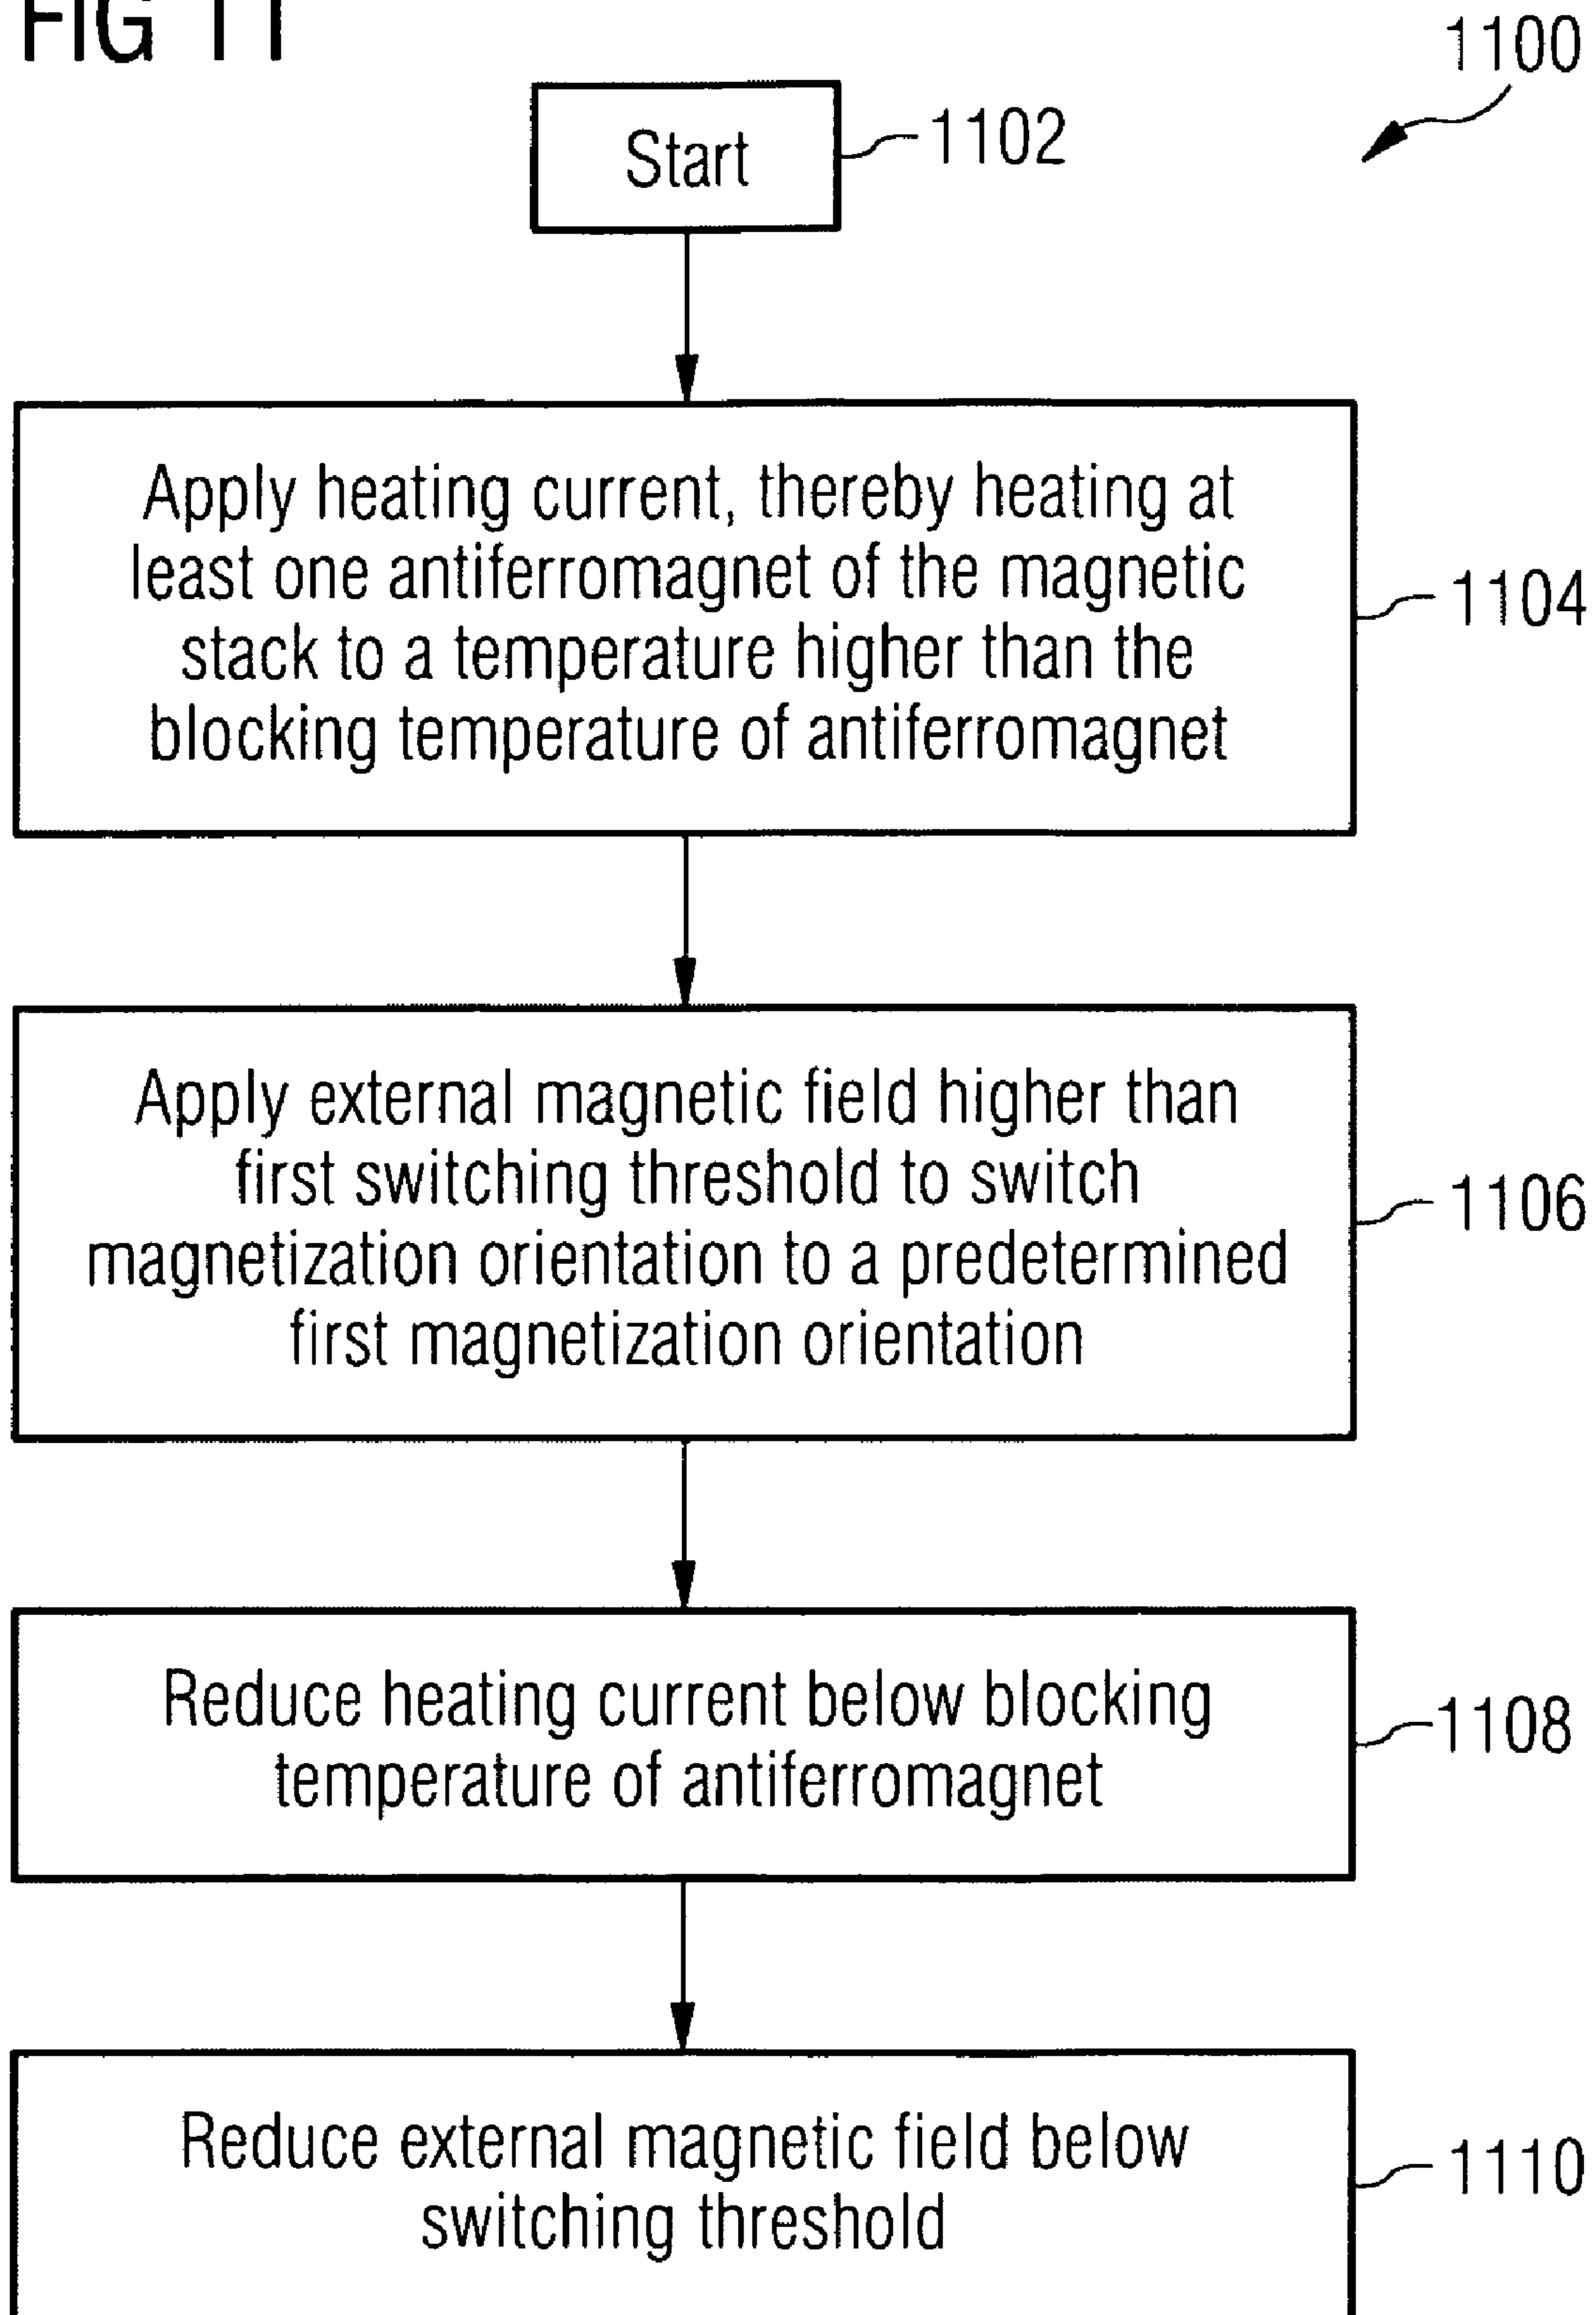 FIG 11
1100
Start
1102
Apply heating current, thereby heating at
least one antiferromagnet of the magnetic
stack to a temperature higher than the
blocking temperature of antiferromagnet
1104
Apply external magnetic field higher than
first switching threshold to switch
magnetization orientation to a predetermined
first magnetization orientation
1106
Reduce heating current below blocking
temperature of antiferromagnet
1108
Reduce external magnetic field below
switching threshold
1110